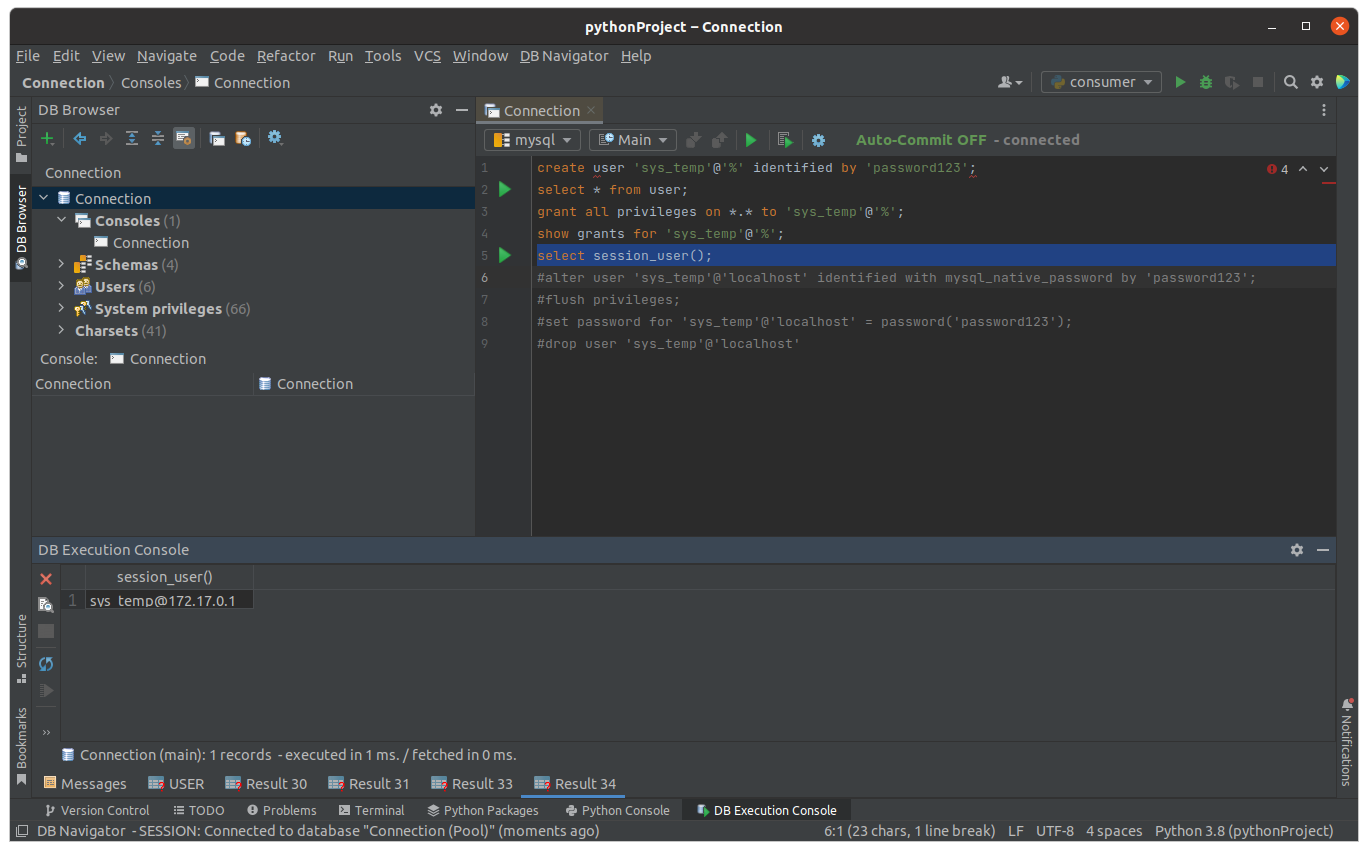 pythonProject – Connection
File Edit View Navigate Code Refactor Run Tools VCS Window DB Navigator Help
Connection Consoles Connection
consumer
Project
DB Browser
Structure
Bookmarks
DB Browser
Connection
Connection
Consoles (1)
Connection
Schemas (4)
Users (6)
System privileges (66)
Charsets (41)
Console: Connection
Connection Connection
Connection
mysql Main Auto-Commit OFF - connected
4
1 create user 'sys_temp'@'%' identified by 'password123';
2 select * from user;
3 grant all privileges on *.* to 'sys_temp'@'%';
4 show grants for 'sys_temp'@'%';
5 select session_user();
6 #alter user 'sys_temp'@'localhost' identified with mysql_native_password by 'password123';
7 #flush privileges;
8 #set password for 'sys_temp'@'localhost' = password('password123');
9 #drop user 'sys_temp'@'localhost'
DB Execution Console
session_user()
1 sys_temp@172.17.0.1
Connection (main): 1 records - executed in 1 ms. / fetched in 0 ms.
Messages USER Result 30 Result 31 Result 33 Result 34
Notifications
Version Control TODO Problems Terminal Python Packages Python Console DB Execution Console
DB Navigator - SESSION: Connected to database "Connection (Pool)" (moments ago) 6:1 (23 chars, 1 line break) LF UTF-8 4 spaces Python 3.8 (pythonProject)